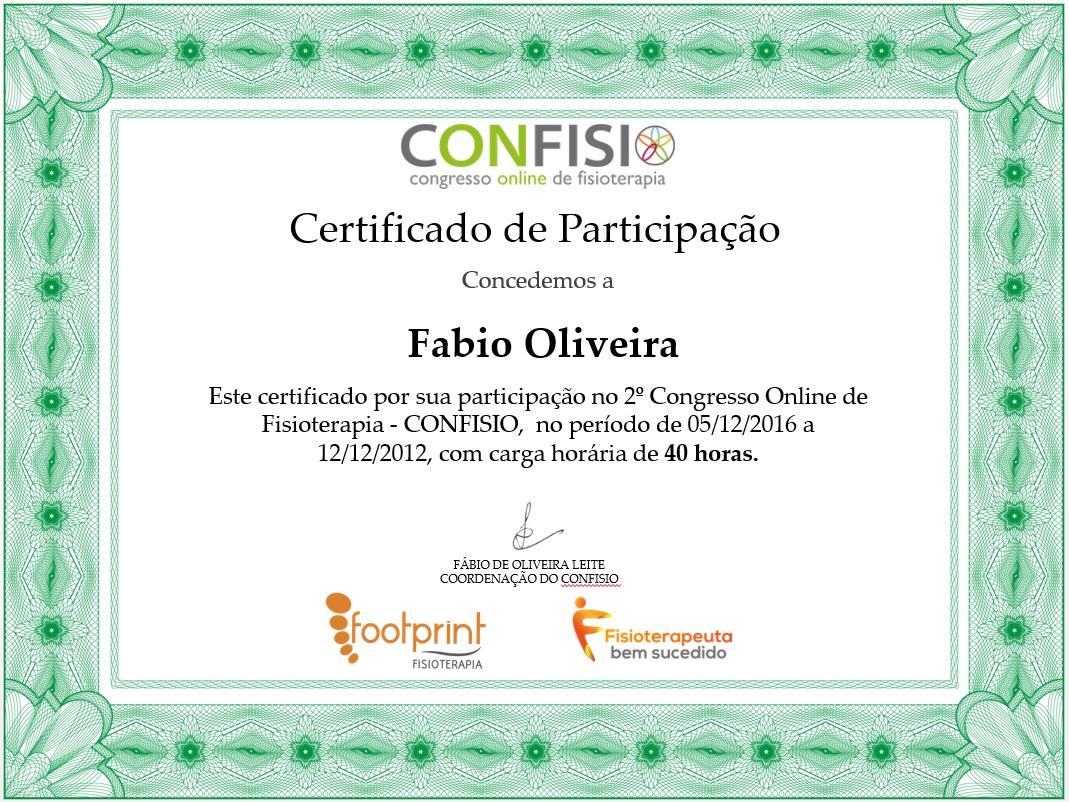 CONFISIO
congresso online de fisioterapia
Certificado de Participação
Concedemos a
Fabio Oliveira
Este certificado por sua participação no 2º Congresso Online de
Fisioterapia - CONFISIO, no período de 05/12/2016 a
12/12/2012, com carga horária de 40 horas.
FÁBIO DE OLIVEIRA LEITE
COORDENAÇÃO DO CONFISIO
footprint
FISIOTERAPIA
Fisioterapeuta
bem sucedido